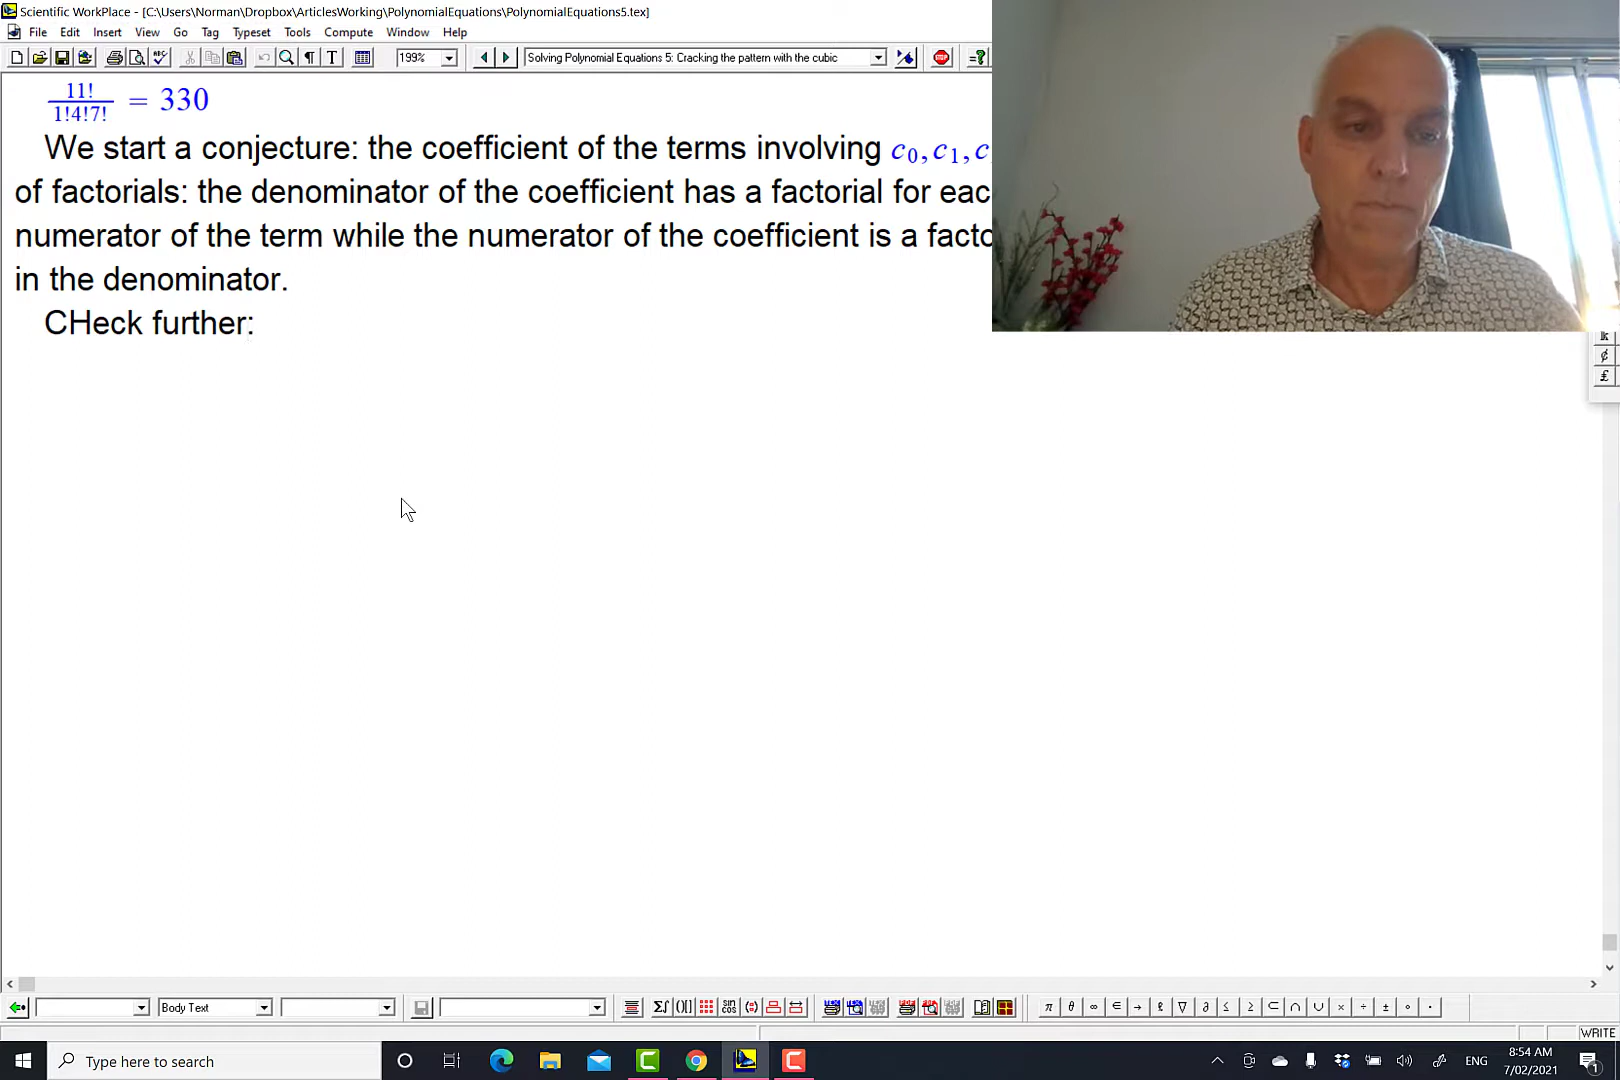 Scientific WorkPlace - [C:\Users\Norman\Dropbox\ArticlesWorking\PolynomialEquations\PolynomialEquations5.tex]
File Edit Insert View Go Tag Typeset Tools Compute Window Help
199% Solving Polynomial Equations 5: Cracking the pattern with the cubic
11!/1!4!7! = 330
We start a conjecture: the coefficient of the terms involving c₀, c₁, c
of factorials: the denominator of the coefficient has a factorial for eac
numerator of the term while the numerator of the coefficient is a facto
in the denominator.
CHeck further:
Body Text
sin cos
π θ ∞ ∈ → ℓ ∇ ∂ ≤ ≥ ⊂ ∩ ∪ × ÷ ± ∘ ·
WRITE
Type here to search
ENG
8:54 AM
7/02/2021
1